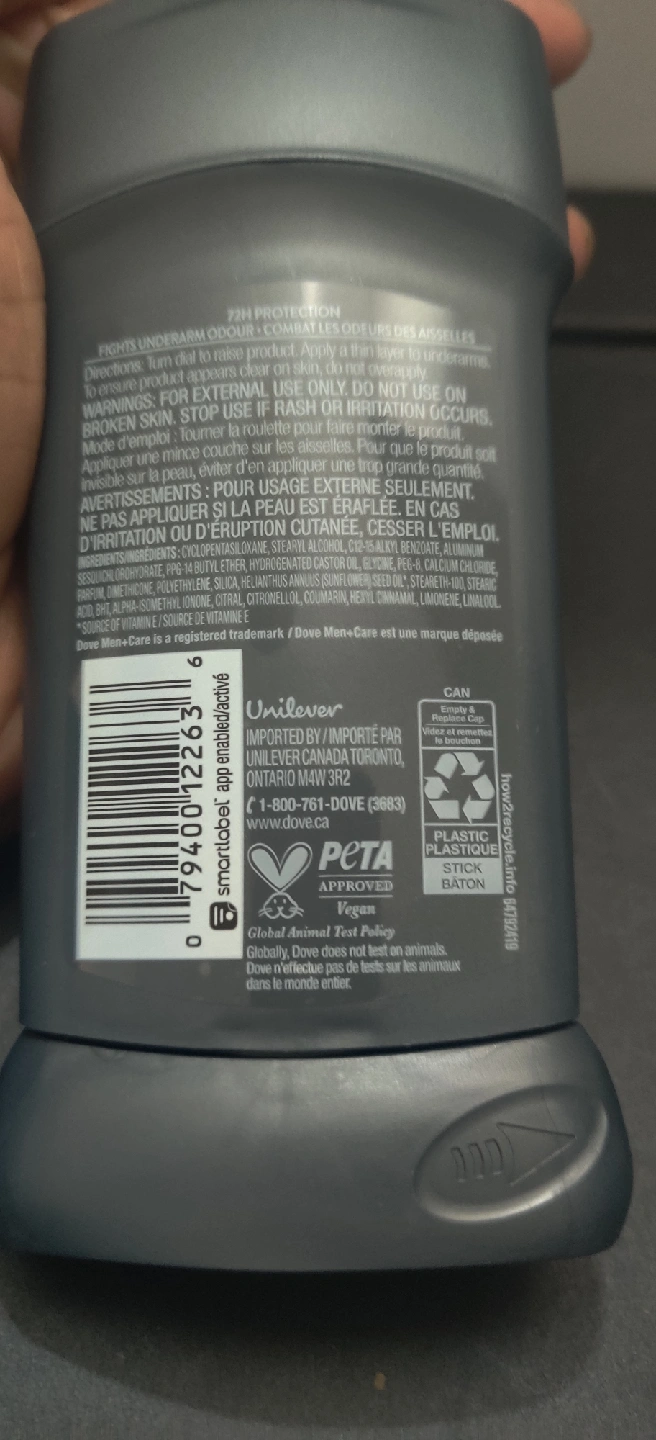 72H PROTECTION
FIGHTS UNDERARM ODOUR • COMBAT LES ODEURS DES AISSELLES
Directions: Turn dial to raise product. Apply a thin layer to underarms.
To ensure product appears clear on skin, do not overapply.
WARNINGS: FOR EXTERNAL USE ONLY. DO NOT USE ON
BROKEN SKIN. STOP USE IF RASH OR IRRITATION OCCURS.
Mode d'emploi : Tourner la roulette pour faire monter le produit.
Appliquer une mince couche sur les aisselles. Pour que le produit soit
invisible sur la peau, éviter d'en appliquer une trop grande quantité.
AVERTISSEMENTS : POUR USAGE EXTERNE SEULEMENT.
NE PAS APPLIQUER SI LA PEAU EST ÉRAFLÉE. EN CAS
D'IRRITATION OU D'ÉRUPTION CUTANÉE, CESSER L'EMPLOI.
INGREDIENTS/INGRÉDIENTS : CYCLOPENTASILOXANE, STEARYL ALCOHOL, C12-15 ALKYL BENZOATE, ALUMINUM
SESQUICHLOROHYDRATE, PPG-14 BUTYL ETHER, HYDROGENATED CASTOR OIL, GLYCINE, PEG-8, CALCIUM CHLORIDE,
PARFUM, DIMETHICONE, POLYETHYLENE, SILICA, HELIANTHUS ANNUUS (SUNFLOWER) SEED OIL*, STEARETH-100, STEARIC
ACID, BHT, ALPHA-ISOMETHYL IONONE, CITRAL, CITRONELLOL, COUMARIN, HEXYL CINNAMAL, LIMONENE, LINALOOL.
*SOURCE OF VITAMIN E / SOURCE DE VITAMINE E
Dove Men+Care is a registered trademark / Dove Men+Care est une marque déposée
0 79400 12263 6
smartlabel app enabled/activé
Unilever
IMPORTED BY / IMPORTÉ PAR
UNILEVER CANADA TORONTO,
ONTARIO M4W 3R2
1-800-761-DOVE (3683)
www.dove.ca
PETA
APPROVED
Vegan
Global Animal Test Policy
Globally, Dove does not test on animals.
Dove n'effectue pas de tests sur les animaux
dans le monde entier.
CAN
Empty &
Replace Cap
Videz et remettez
le bouchon
PLASTIC
PLASTIQUE
STICK
BÂTON
how2recycle.info